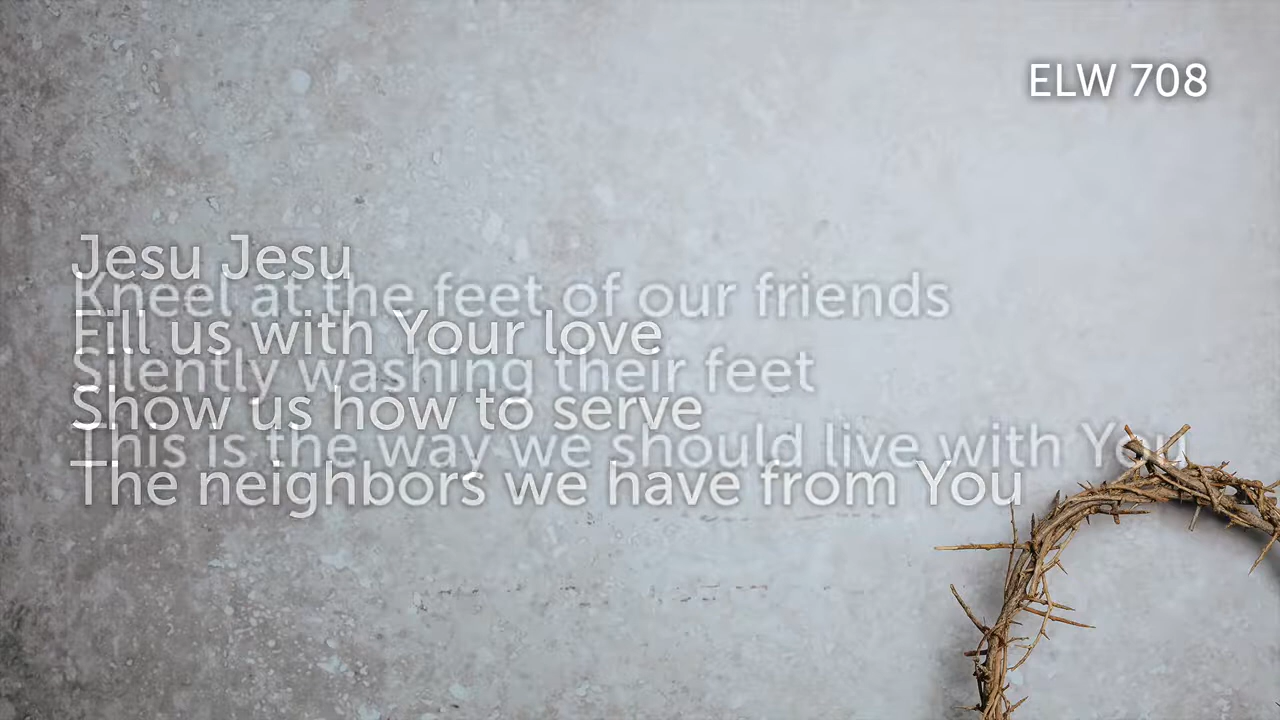 ELW 708
Jesu Jesu
Kneel at the feet of our friends
Fill us with Your love
Silently washing their feet
Show us how to serve
This is the way we should live with You
The neighbors we have from You